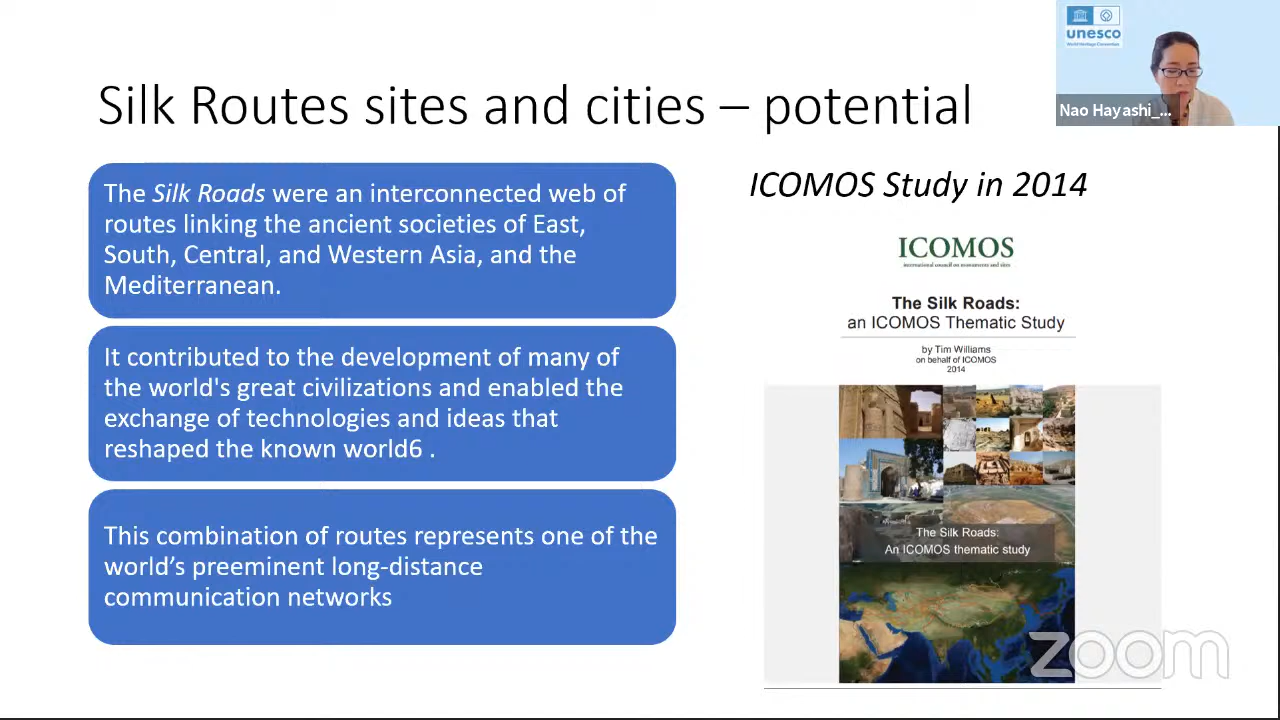 unesco
World Heritage Convention
Nao Hayashi_...
Silk Routes sites and cities – potential
The Silk Roads were an interconnected web of
routes linking the ancient societies of East,
South, Central, and Western Asia, and the
Mediterranean.
It contributed to the development of many of
the world's great civilizations and enabled the
exchange of technologies and ideas that
reshaped the known world6 .
This combination of routes represents one of the
world’s preeminent long-distance
communication networks
ICOMOS Study in 2014
ICOMOS
international council on monuments and sites
The Silk Roads:
an ICOMOS Thematic Study
by Tim Williams
on behalf of ICOMOS
2014
The Silk Roads:
An ICOMOS thematic study
zoom